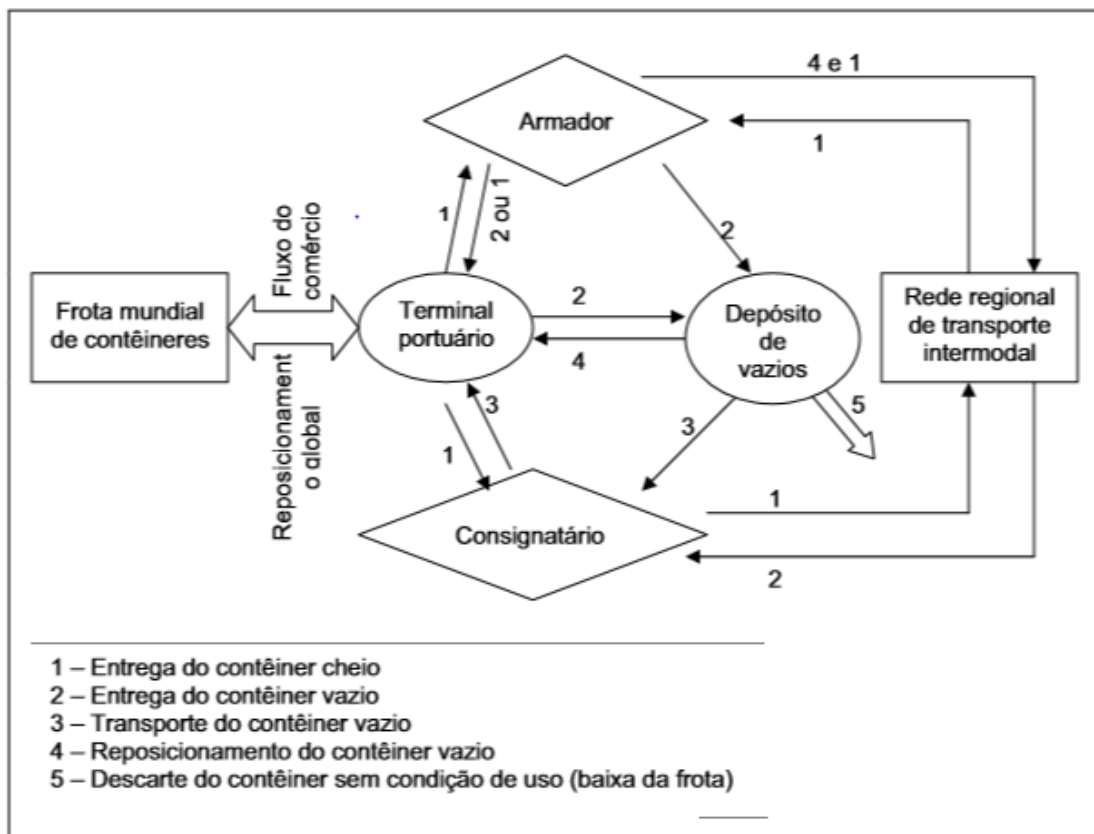 4 e 1
Armador
1
1
2 ou 1
2
Fluxo do
comércio
Frota mundial
de contêineres
Terminal
portuário
2
4
Depósito
de
vazios
Rede regional
de transporte
intermodal
Reposicionament
o global
3
1
3
5
1
Consignatário
2
1 – Entrega do contêiner cheio
2 – Entrega do contêiner vazio
3 – Transporte do contêiner vazio
4 – Reposicionamento do contêiner vazio
5 – Descarte do contêiner sem condição de uso (baixa da frota)